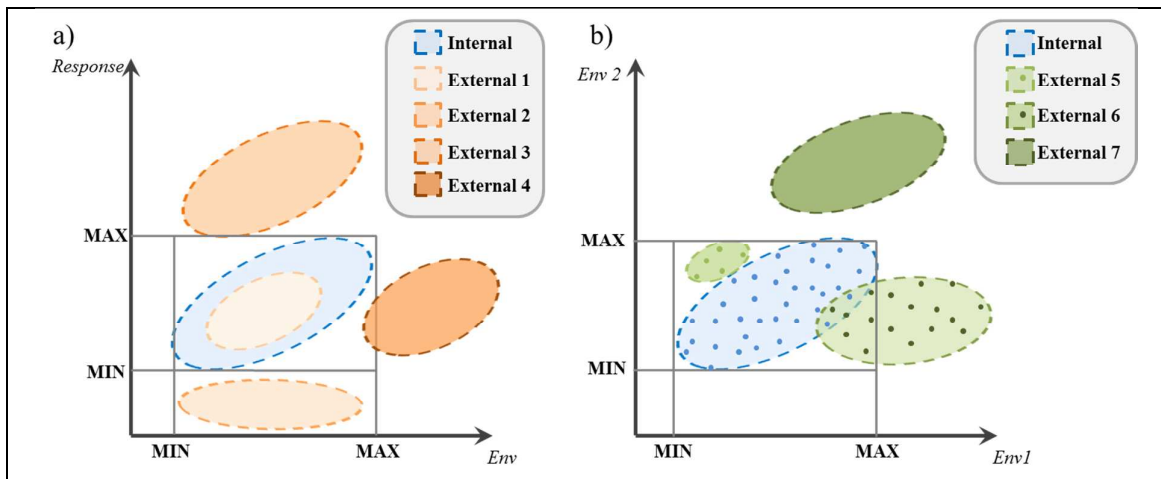 a)
Response
Internal
External 1
External 2
External 3
External 4
MAX
MIN
MIN
MAX
Env
b)
Env 2
Internal
External 5
External 6
External 7
MAX
MIN
MIN
MAX
Env1